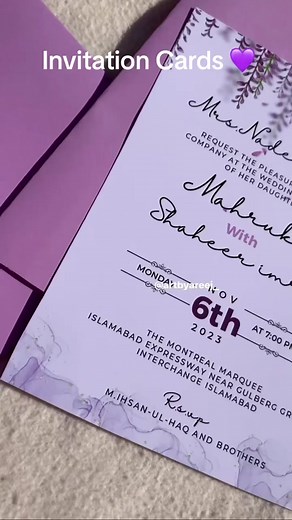 Invitation Cards 💜
Mrs. Nade
REQUEST THE PLEASUR
COMPANY AT THE WEDDIN
OF HER DAUGHT
Mahruk
With
Shaheer im
NOV
MONDAY 6th AT 7:00 P
2023
THE MONTREAL MARQUEE
ISLAMABAD EXPRESSWAY NEAR GULBERG GR
INTERCHANGE ISLAMABAD
Rsvp
M.IHSAN-UL-HAQ AND BROTHERS